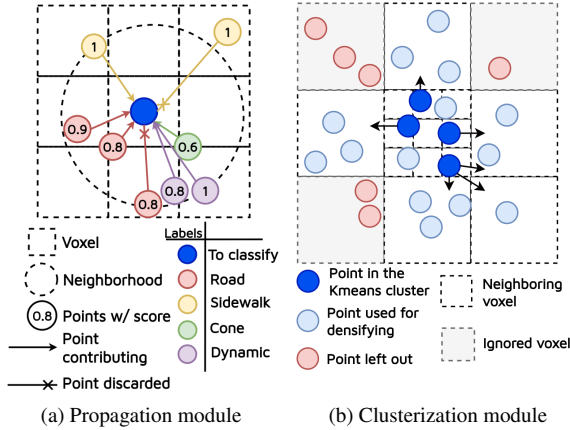 1
1
0.9
0.8
0.6
0.8
0.8
1
Labels
Voxel
To classify
Neighborhood
Road
0.8
Points w/ score
Sidewalk
Point
contributing
Cone
Dynamic
Point discarded
(a) Propagation module
Point in the
Kmeans cluster
Neighboring
voxel
Point used for
densifying
Ignored voxel
Point left out
(b) Clusterization module